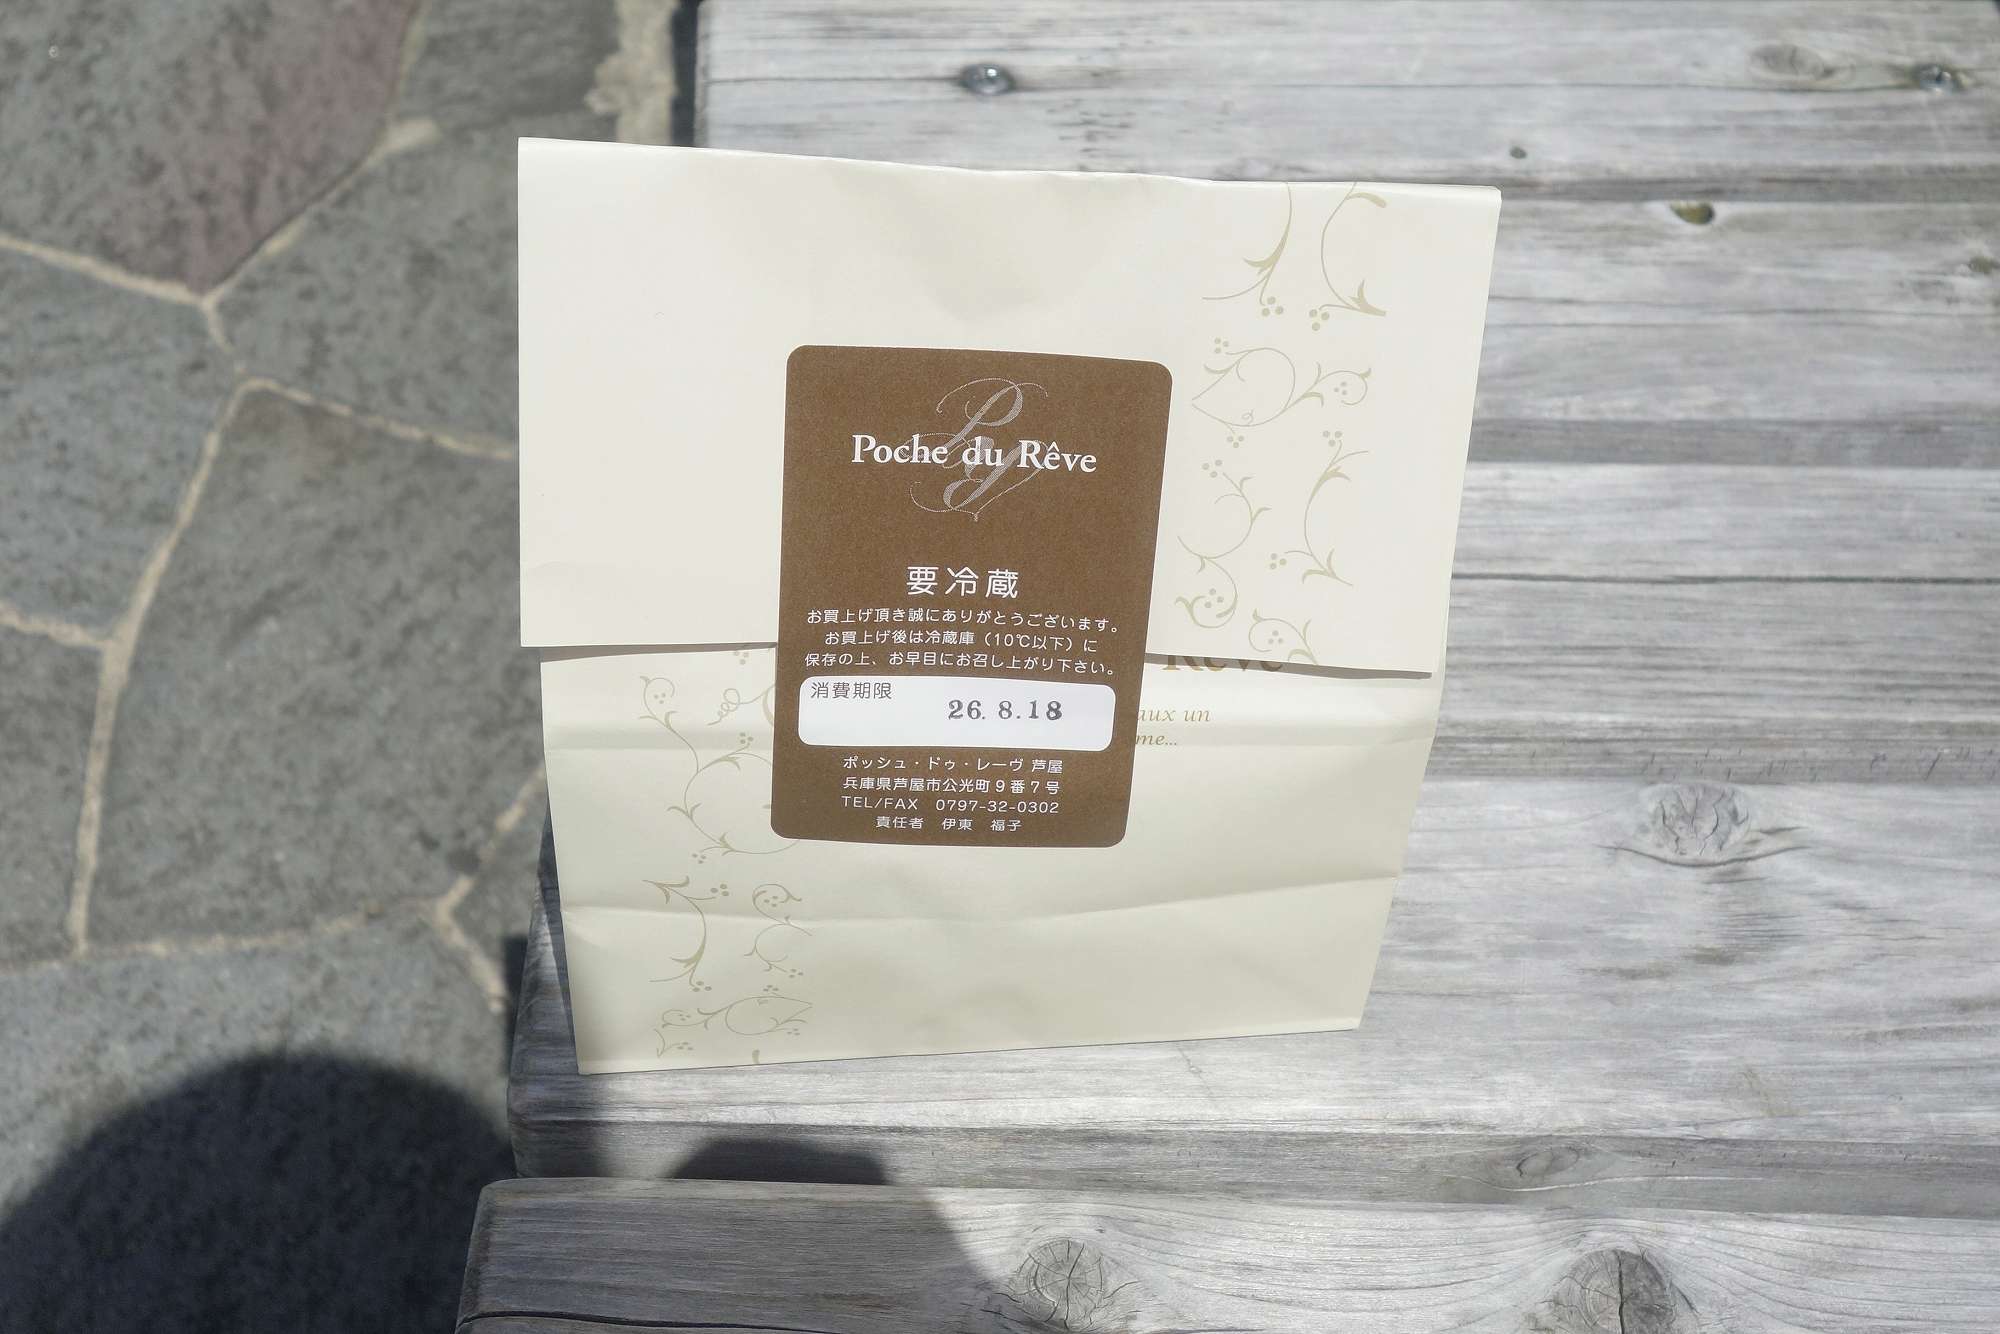 Poche du Rêve
要冷蔵
お買上げ頂き誠にありがとうございます。
お買上げ後は冷蔵庫（10℃以下）に
保存の上、お早目にお召し上がり下さい。
消費期限
26. 8.18
ポッシュ・ドゥ・レーヴ 芦屋
兵庫県芦屋市公光町9番7号
TEL/FAX 0797-32-0302
責任者 伊東 福子
Rêve
aux un
me...